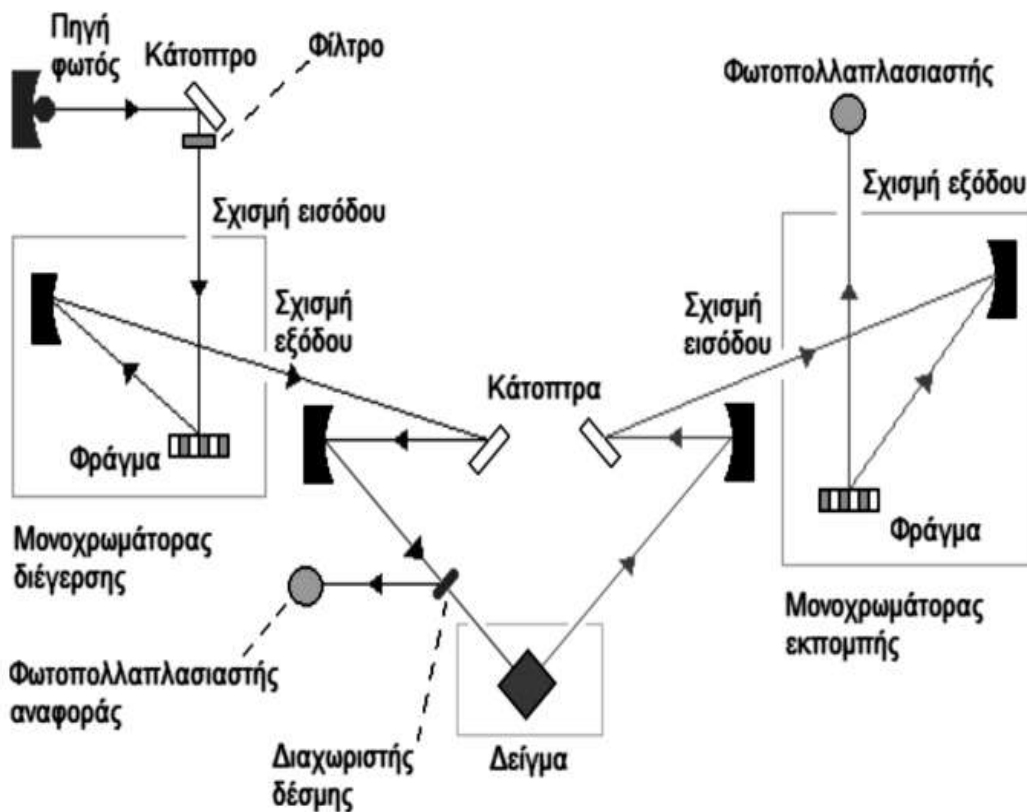 Πηγή
φωτός
Κάτοπτρο
Φίλτρο
Φωτοπολλαπλασιαστής
Σχισμή εισόδου
Σχισμή εξόδου
Σχισμή
εξόδου
Σχισμή
εισόδου
Κάτοπτρα
Φράγμα
Φράγμα
Μονοχρωμάτορας
διέγερσης
Μονοχρωμάτορας
εκπομπής
Φωτοπολλαπλασιαστής
αναφοράς
Διαχωριστής
δέσμης
Δείγμα